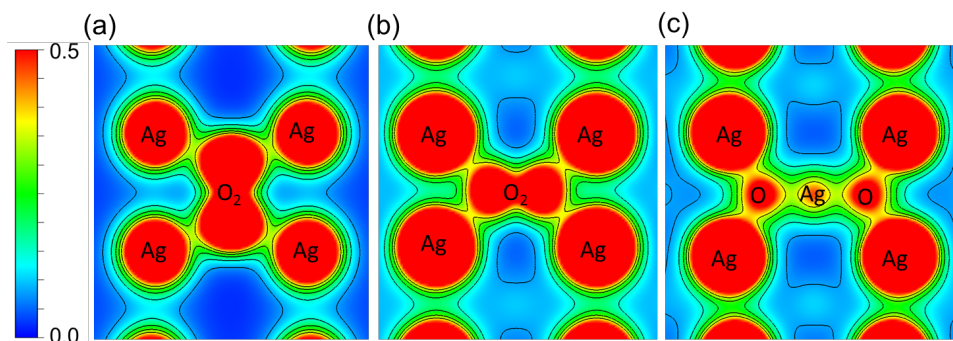 (a) (b) (c)
0.5
Ag Ag Ag Ag Ag Ag
O₂ O₂ O Ag O
Ag Ag Ag Ag Ag Ag
0.0